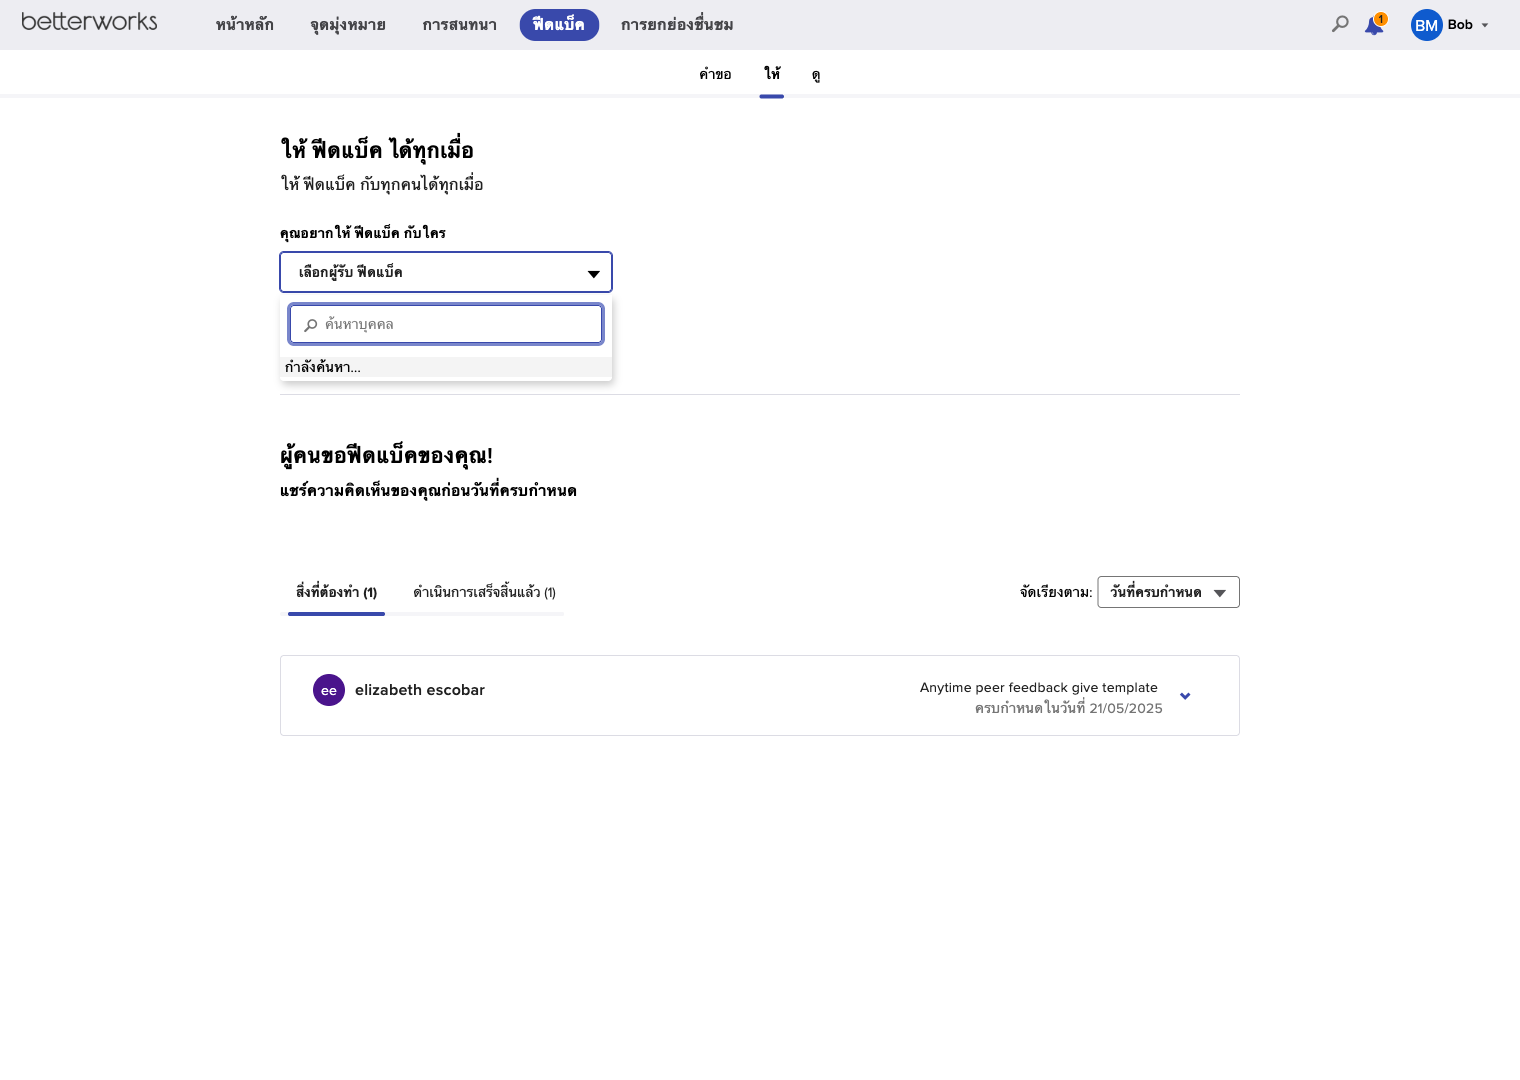 betterworks
หน้าหลัก
จุดมุ่งหมาย
การสนทนา
ฟีดแบ็ค
การยกย่องชื่นชม
1
BM
Bob
คำขอ
ให้
ดู
ให้ ฟีดแบ็ค ได้ทุกเมื่อ
ให้ ฟีดแบ็ค กับทุกคนได้ทุกเมื่อ
คุณอยากให้ ฟีดแบ็ค กับใคร
เลือกผู้รับ ฟีดแบ็ค
ค้นหาบุคคล
กำลังค้นหา...
ผู้คนขอฟีดแบ็คของคุณ!
แชร์ความคิดเห็นของคุณก่อนวันที่ครบกำหนด
สิ่งที่ต้องทำ (1)
ดำเนินการเสร็จสิ้นแล้ว (1)
จัดเรียงตาม:
วันที่ครบกำหนด
ee
elizabeth escobar
Anytime peer feedback give template
ครบกำหนดในวันที่ 21/05/2025